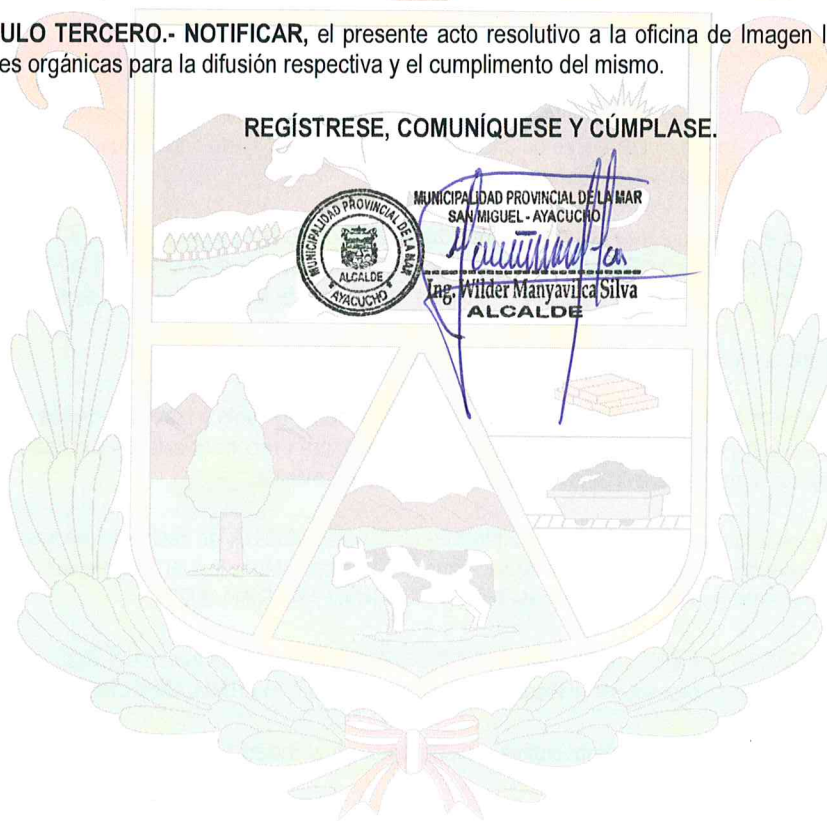 ULO TERCERO.- NOTIFICAR, el presente acto resolutivo a la oficina de Imagen I
es orgánicas para la difusión respectiva y el cumplimento del mismo.
REGÍSTRESE, COMUNÍQUESE Y CÚMPLASE.
MUNICIPALIDAD PROVINCIAL DE LA MAR
SAN MIGUEL - AYACUCHO
Ing. Wilder Manyavilca Silva
ALCALDE
MUNICIPALIDAD PROVINCIAL DE LA MAR
ALCALDE
AYACUCHO